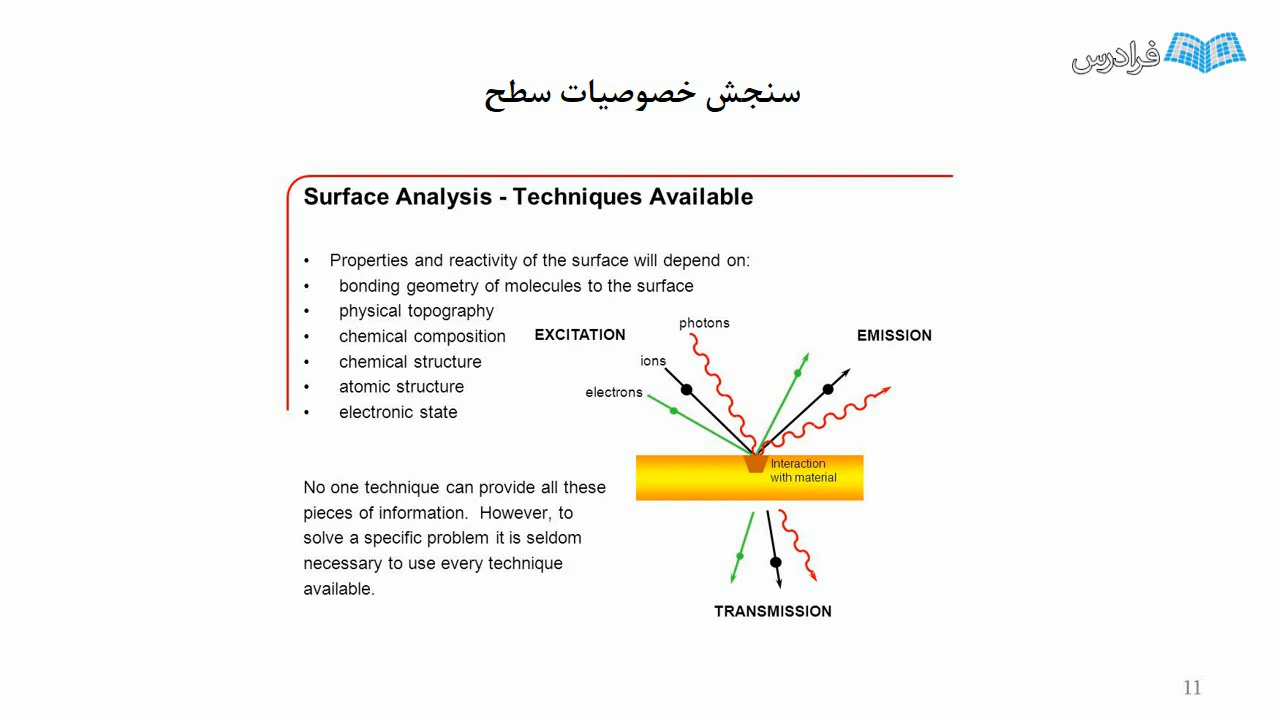 فرادرس
سنجش خصوصیات سطح
Surface Analysis - Techniques Available
• Properties and reactivity of the surface will depend on:
• bonding geometry of molecules to the surface
• physical topography
• chemical composition
• chemical structure
• atomic structure
• electronic state
EXCITATION
photons
ions
electrons
EMISSION
Interaction
with material
TRANSMISSION
No one technique can provide all these
pieces of information. However, to
solve a specific problem it is seldom
necessary to use every technique
available.
11